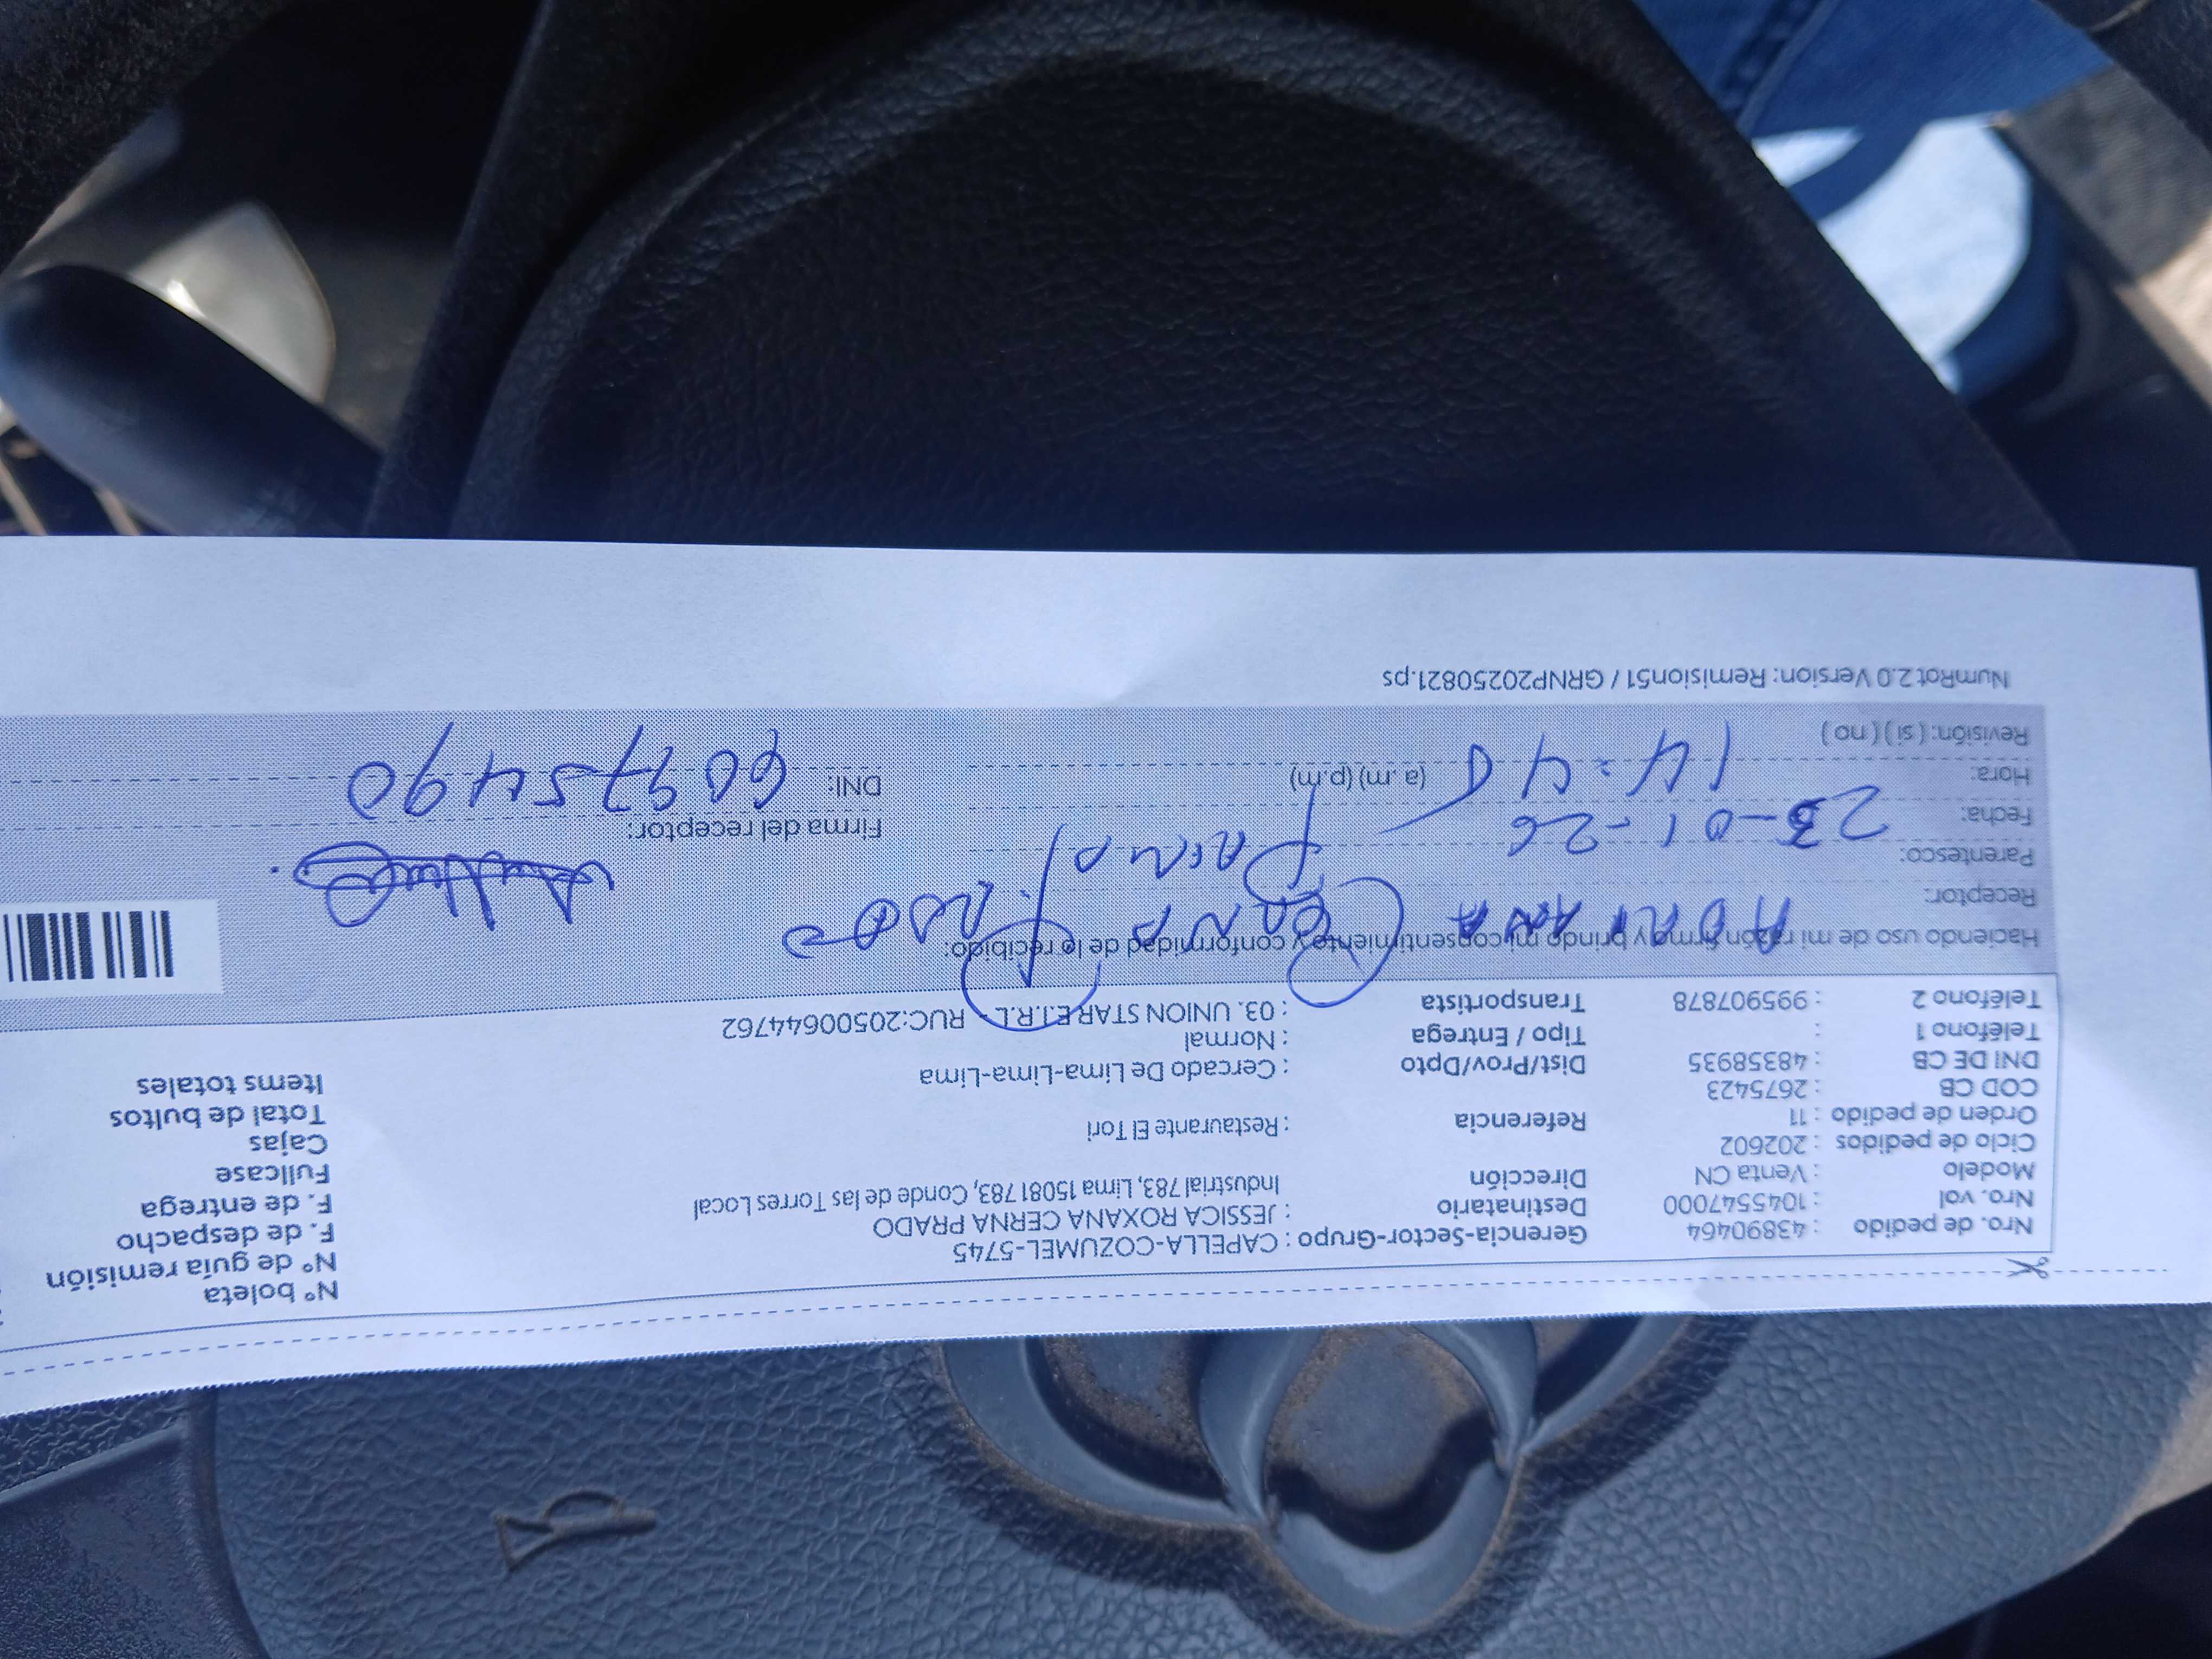 Nº boleta
Nro. de pedido : 43890464 Gerencia-Sector-Grupo : CAPELLA-COZUMEL-5745 Nº de guía remisión
Nro. vol : 1045547000 Destinatario : JESSICA ROXANA CERNA PRADO F. de despacho
Modelo : Venta CN Dirección Industrial 783, Lima 15081 783, Conde de las Torres Local F. de entrega
Ciclo de pedidos : 202602 Fullcase
Orden de pedido : 11 Referencia : Restaurante El Tori Cajas
COD CB : 2675423 Total de bultos
DNI DE CB : 48358935 Dist/Prov/Dpto : Cercado De Lima-Lima-Lima Items totales
Teléfono 1 : Tipo / Entrega : Normal
Teléfono 2 : 995907878 Transportista : 03. UNION STAR E.I.R.L - RUC:20500644762
Haciendo uso de mi razón firmo y brindo mi consentimiento y conformidad de lo recibido:
Receptor: ADRIANA CERNA
Parentesco:
Fecha: 23-01-26 Firma del receptor:
Hora: 14:40 (a.m) (p.m) DNI: 60975490
Revisión: ( si ) ( no )
NumRot 2.0 Version: Remision51 / GRNP20250821.ps